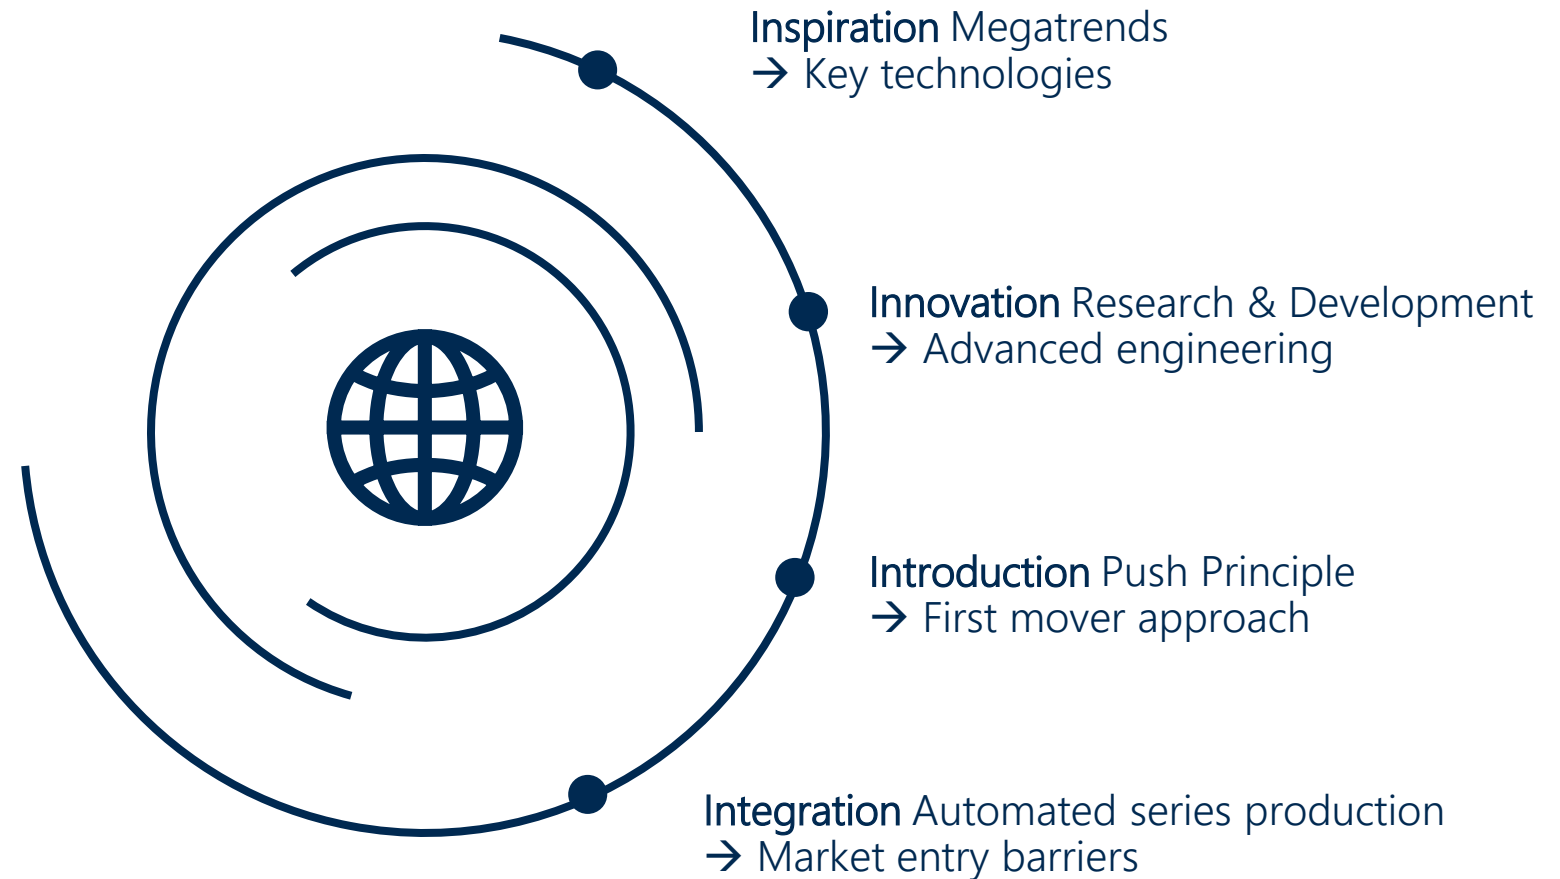 Inspiration Megatrends
→ Key technologies
Innovation Research & Development
→ Advanced engineering
Introduction Push Principle
→ First mover approach
Integration Automated series production
→ Market entry barriers